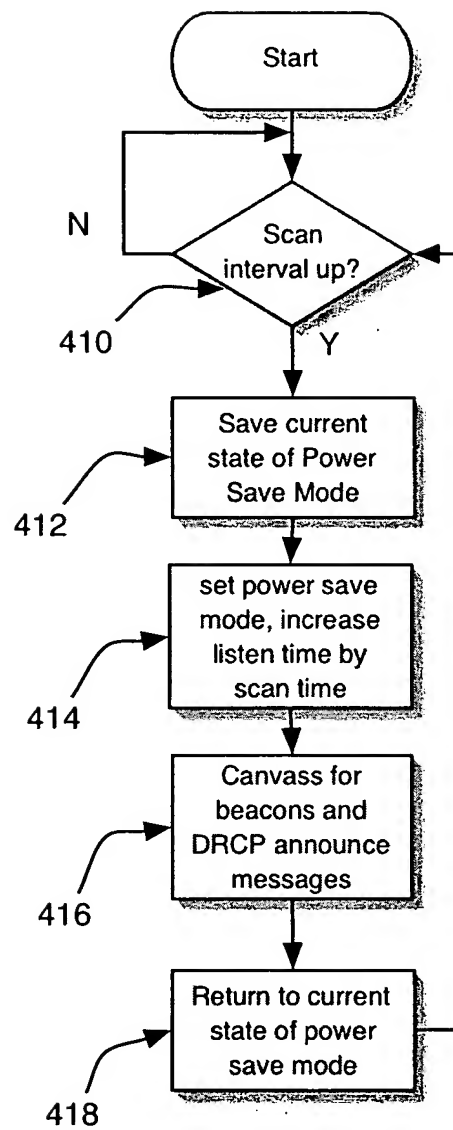 Start
N
Scan
interval up?
410
Y
Save current
state of Power
Save Mode
412
set power save
mode, increase
listen time by
scan time
414
Canvass for
beacons and
DRCP announce
messages
416
Return to current
state of power
save mode
418